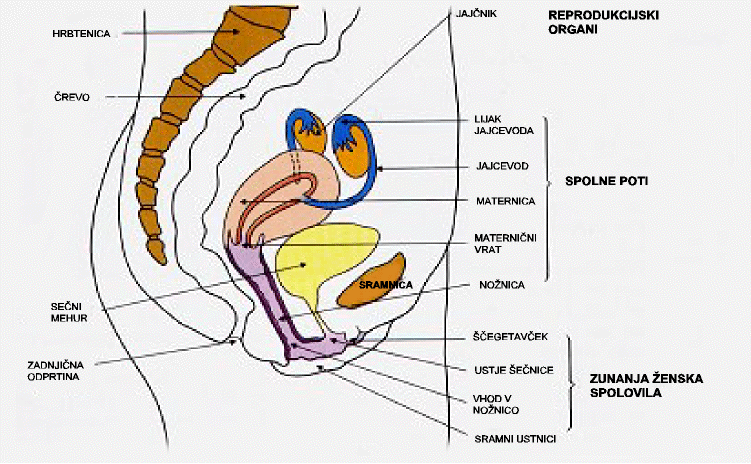 JAJČNIK
REPRODUKCIJSKI
ORGANI
HRBTENICA
ČREVO
LIJAK
JAJCEVODA
JAJCEVOD
SPOLNE POTI
MATERNICA
MATERNIČNI
VRAT
SRAMNICA
NOŽNICA
SEČNI
MEHUR
ŠČEGETAVČEK
ZADNJIČNA
ODPRTINA
USTJE ŠEČNICE
ZUNANJA ŽENSKA
SPOLOVILA
VHOD V
NOŽNICO
SRAMNI USTNICI